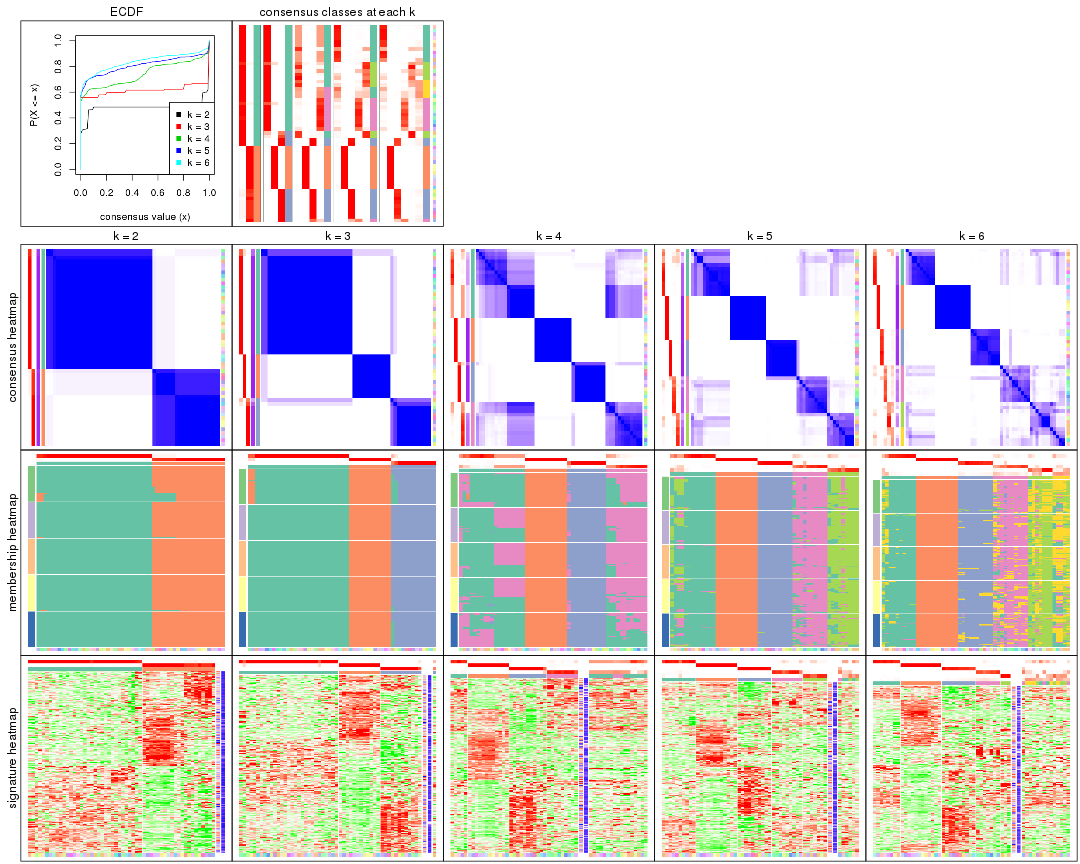 ECDF
consensus classes at each k
P(X <= x)
0.0 0.2 0.4 0.6 0.8 1.0
k = 2
k = 3
k = 4
k = 5
k = 6
0.0 0.2 0.4 0.6 0.8 1.0
consensus value (x)
k = 2
k = 3
k = 4
k = 5
k = 6
consensus heatmap
membership heatmap
signature heatmap